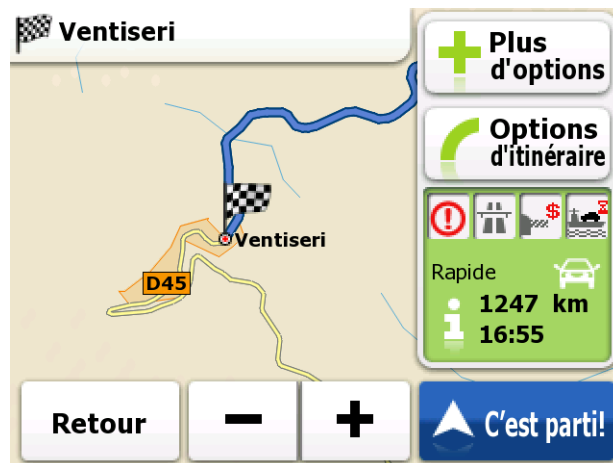 Ventiseri
Plus
d'options
Options
d'itinéraire
Ventiseri
D45
$
Rapide
1247 km
16:55
Retour
C'est parti!